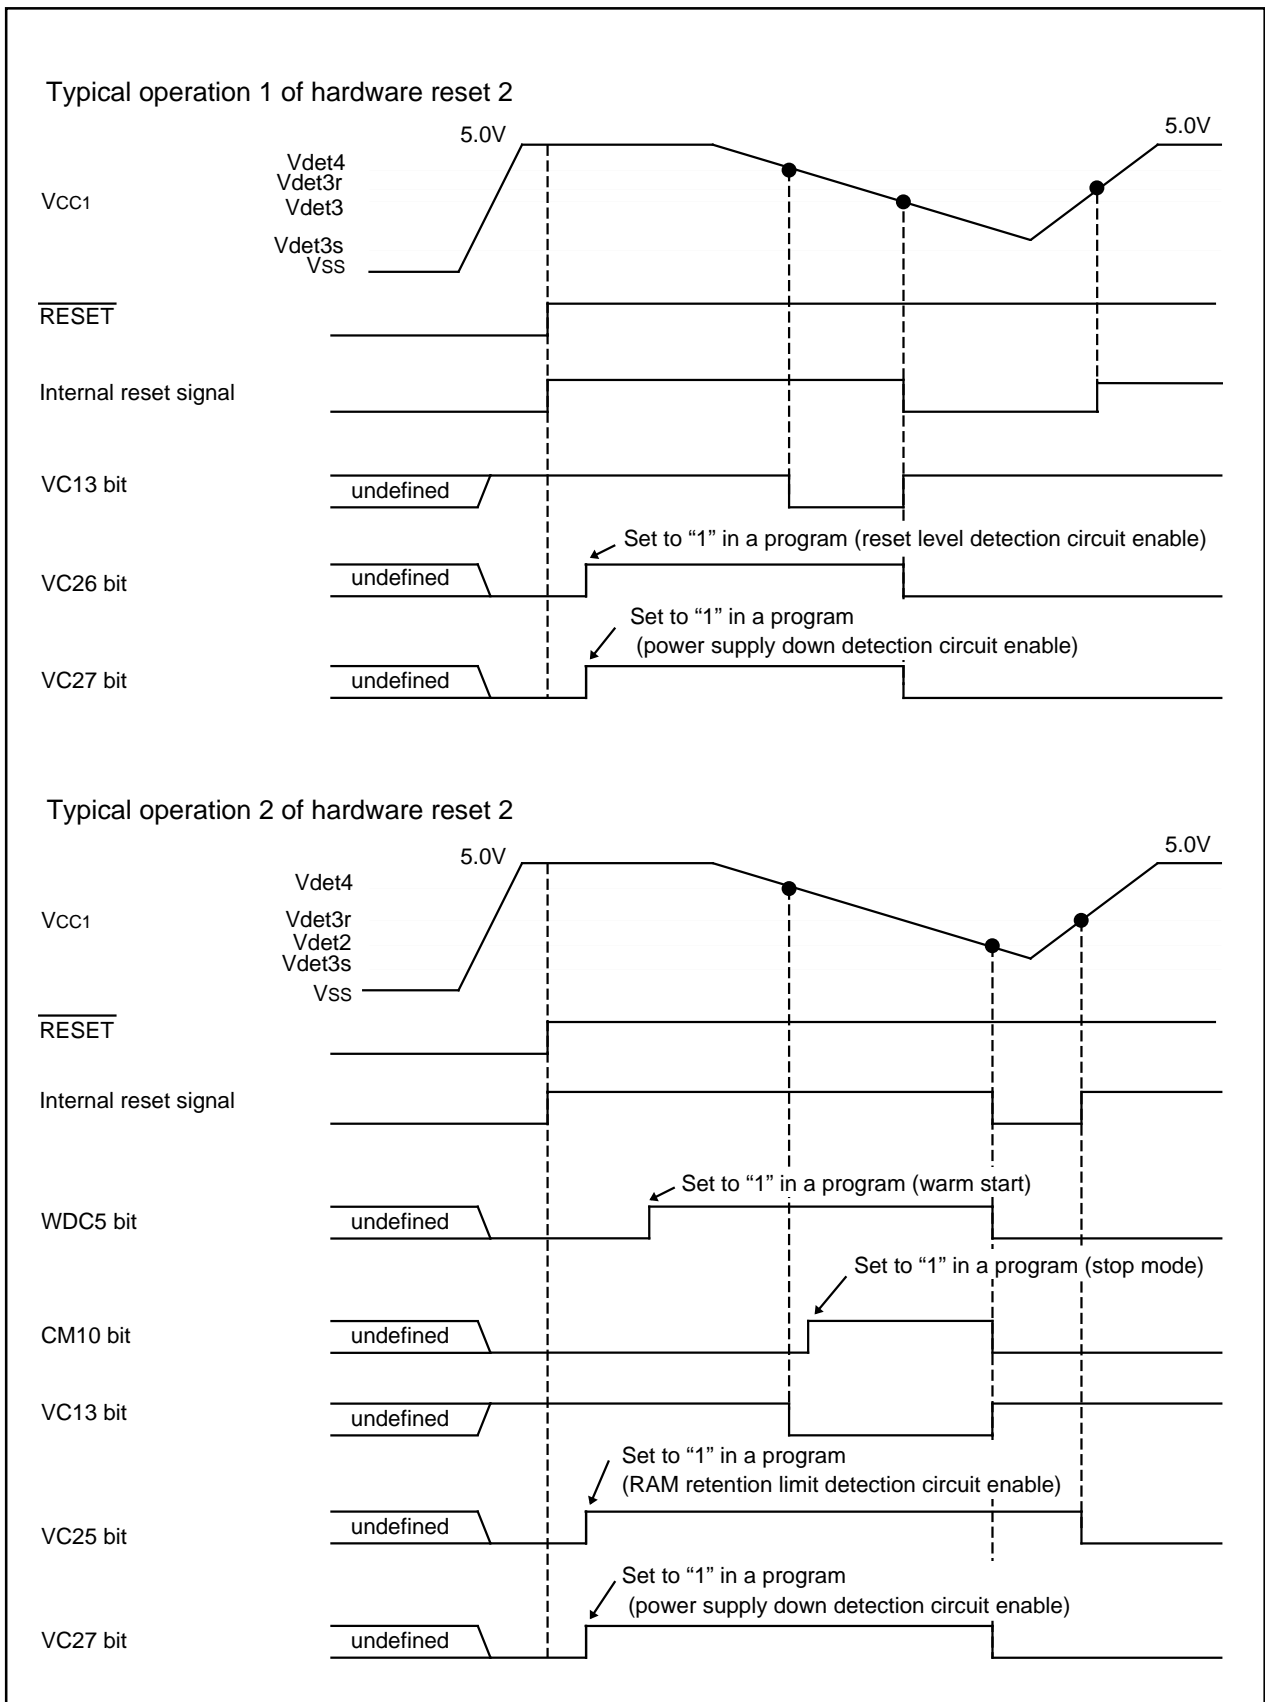 Typical operation 1 of hardware reset 2
5.0V
5.0V
Vdet4
Vdet3r
VCC1
Vdet3
Vdet3s
VSS
RESET
Internal reset signal
VC13 bit
undefined
Set to “1” in a program (reset level detection circuit enable)
VC26 bit
undefined
Set to “1” in a program
(power supply down detection circuit enable)
VC27 bit
undefined
Typical operation 2 of hardware reset 2
5.0V
5.0V
Vdet4
VCC1
Vdet3r
Vdet2
Vdet3s
VSS
RESET
Internal reset signal
Set to “1” in a program (warm start)
WDC5 bit
undefined
Set to “1” in a program (stop mode)
CM10 bit
undefined
VC13 bit
undefined
Set to “1” in a program
(RAM retention limit detection circuit enable)
VC25 bit
undefined
Set to “1” in a program
(power supply down detection circuit enable)
VC27 bit
undefined